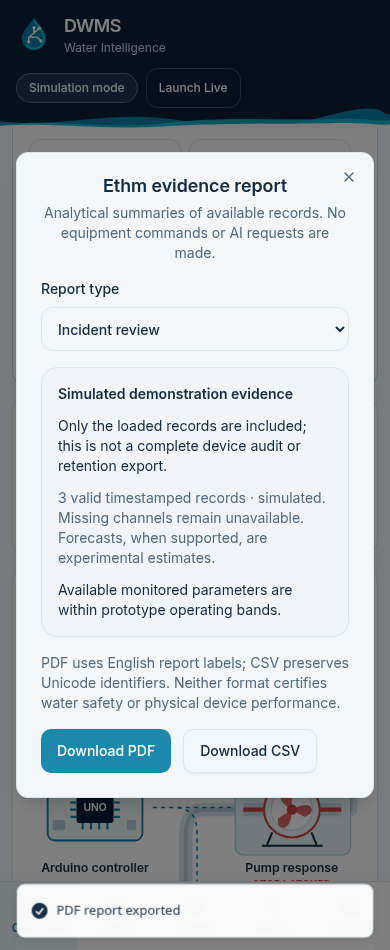 DWMS
Water Intelligence
Simulation mode
Launch Live
Ethm evidence report
Analytical summaries of available records. No
equipment commands or AI requests are
made.
Report type
Incident review
Simulated demonstration evidence
Only the loaded records are included;
this is not a complete device audit or
retention export.
3 valid timestamped records · simulated.
Missing channels remain unavailable.
Forecasts, when supported, are
experimental estimates.
Available monitored parameters are
within prototype operating bands.
PDF uses English report labels; CSV preserves
Unicode identifiers. Neither format certifies
water safety or physical device performance.
Download PDF
Download CSV
UNO
Arduino controller
Pump response
PDF report exported